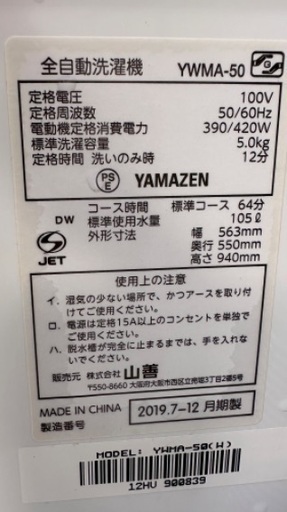 全自動洗濯機 YWMA-50
定格電圧 100V
定格周波数 50/60Hz
電動機定格消費電力 390/420W
標準洗濯容量 5.0kg
定格時間 洗いのみ時 12分
PS
E YAMAZEN
コース時間 標準コース 64分
DW 標準使用水量 105ℓ
外形寸法 幅 563mm
奥行 550mm
高さ 940mm
S JET
使用上の注意
イ. 湿気の少ない場所で、かつアースを取り付
けてご使用ください。
ロ. 電源は定格15A以上のコンセントを単独で
ご使用ください。
ハ. 脱水槽が完全に止まるまでは、手を入れな
いでください。
販売元 株式会社 山善
〒550-8660 大阪府大阪市西区立売堀3丁目2番5号
MADE IN CHINA 2019.7-12 月期製
製造番号
MODEL: YWMA-50(W)
12HU 900839